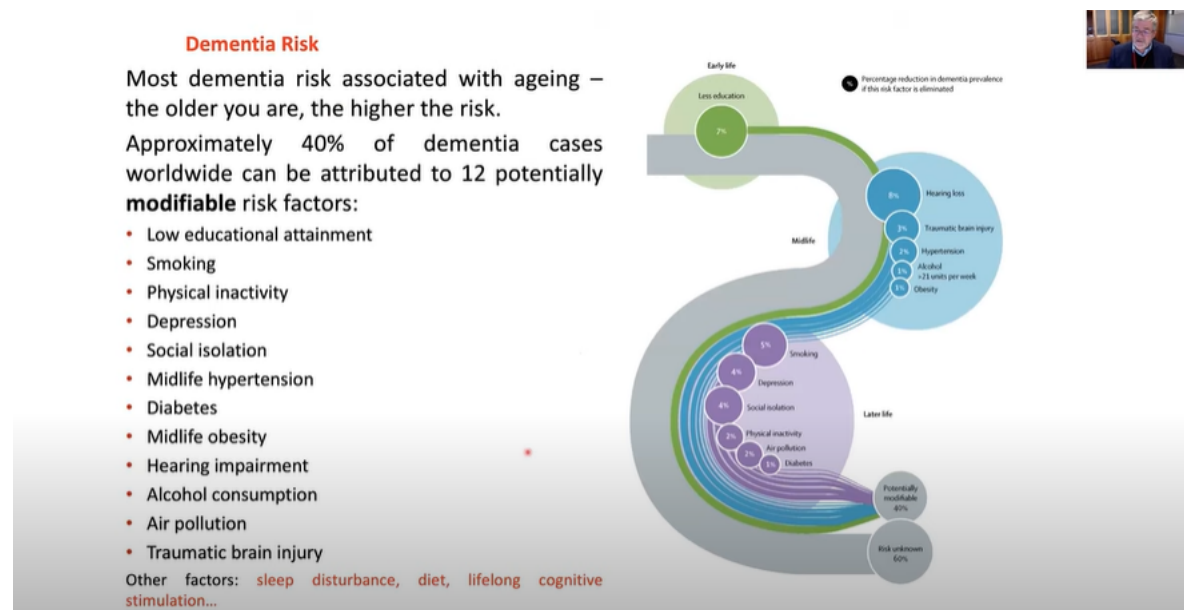 Dementia Risk
Most dementia risk associated with ageing –
the older you are, the higher the risk.
Approximately 40% of dementia cases
worldwide can be attributed to 12 potentially
modifiable risk factors:
• Low educational attainment
• Smoking
• Physical inactivity
• Depression
• Social isolation
• Midlife hypertension
• Diabetes
• Midlife obesity
• Hearing impairment
• Alcohol consumption
• Air pollution
• Traumatic brain injury
Other factors: sleep disturbance, diet, lifelong cognitive
stimulation...
Early life
Less education
7%
% Percentage reduction in dementia prevalence
if this risk factor is eliminated
Midlife
8% Hearing loss
3% Traumatic brain injury
2% Hypertension
1% Alcohol
>21 units per week
1% Obesity
5% Smoking
4% Depression
4% Social isolation
2% Physical inactivity
2% Air pollution
1% Diabetes
Later life
Potentially
modifiable
40%
Risk unknown
60%